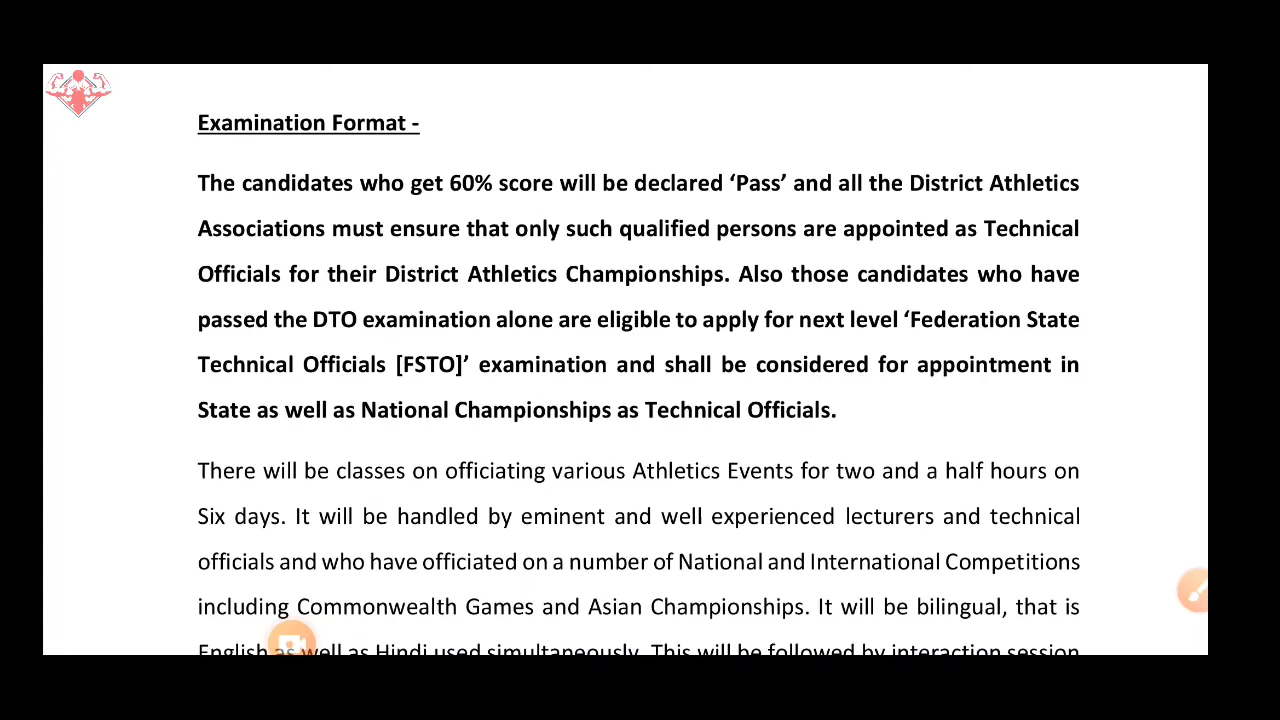 Examination Format -
The candidates who get 60% score will be declared ‘Pass’ and all the District Athletics
Associations must ensure that only such qualified persons are appointed as Technical
Officials for their District Athletics Championships. Also those candidates who have
passed the DTO examination alone are eligible to apply for next level ‘Federation State
Technical Officials [FSTO]’ examination and shall be considered for appointment in
State as well as National Championships as Technical Officials.
There will be classes on officiating various Athletics Events for two and a half hours on
Six days. It will be handled by eminent and well experienced lecturers and technical
officials and who have officiated on a number of National and International Competitions
including Commonwealth Games and Asian Championships. It will be bilingual, that is
English as well as Hindi used simultaneously. This will be followed by interaction session